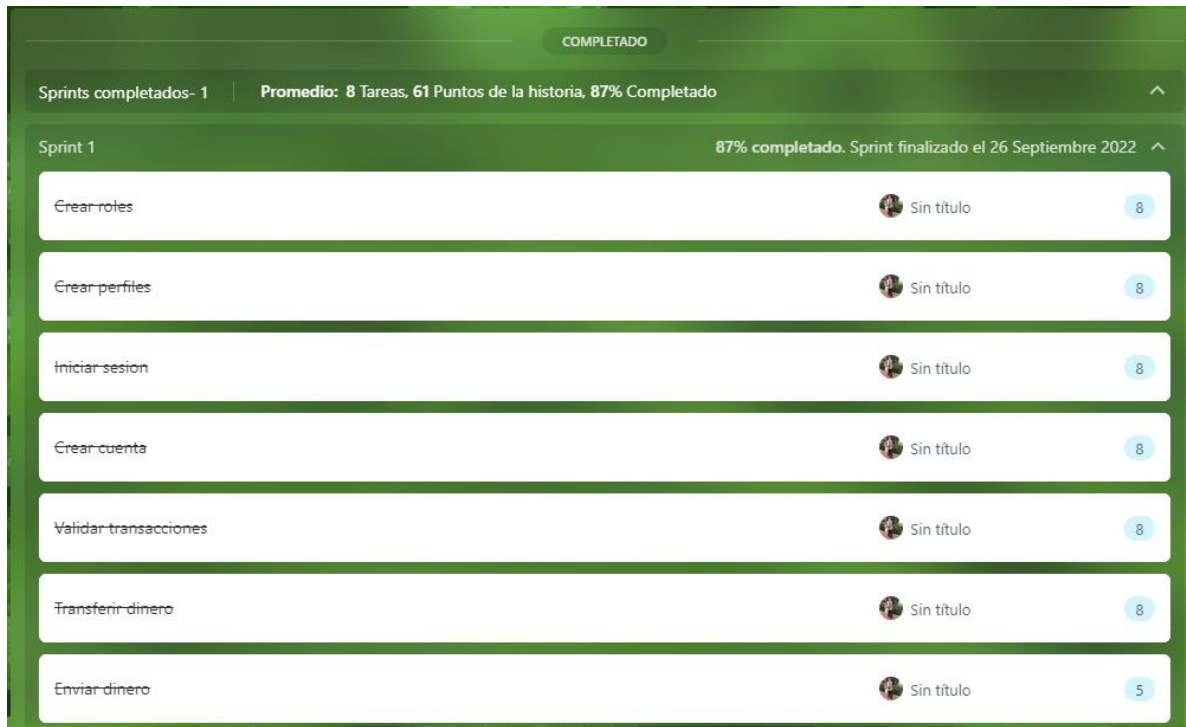 COMPLETADO
Sprints completados- 1 Promedio: 8 Tareas, 61 Puntos de la historia, 87% Completado
Sprint 1 87% completado. Sprint finalizado el 26 Septiembre 2022
Crear roles Sin título 8
Crear perfiles Sin título 8
Iniciar sesion Sin título 8
Crear cuenta Sin título 8
Validar transacciones Sin título 8
Transferir dinero Sin título 8
Enviar dinero Sin título 5